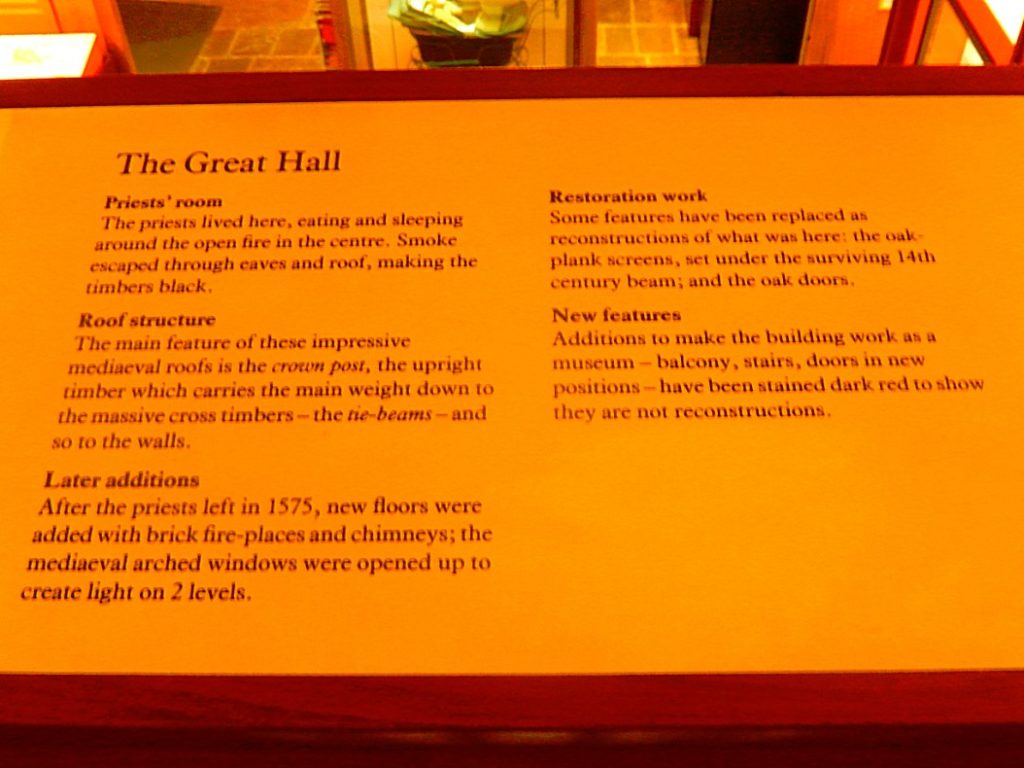 The Great Hall
Priests' room
The priests lived here, eating and sleeping
around the open fire in the centre. Smoke
escaped through eaves and roof, making the
timbers black.
Roof structure
The main feature of these impressive
mediaeval roofs is the crown post, the upright
timber which carries the main weight down to
the massive cross timbers – the tie-beams – and
so to the walls.
Later additions
After the priests left in 1575, new floors were
added with brick fire-places and chimneys; the
mediaeval arched windows were opened up to
create light on 2 levels.
Restoration work
Some features have been replaced as
reconstructions of what was here: the oak-
plank screens, set under the surviving 14th
century beam; and the oak doors.
New features
Additions to make the building work as a
museum – balcony, stairs, doors in new
positions – have been stained dark red to show
they are not reconstructions.